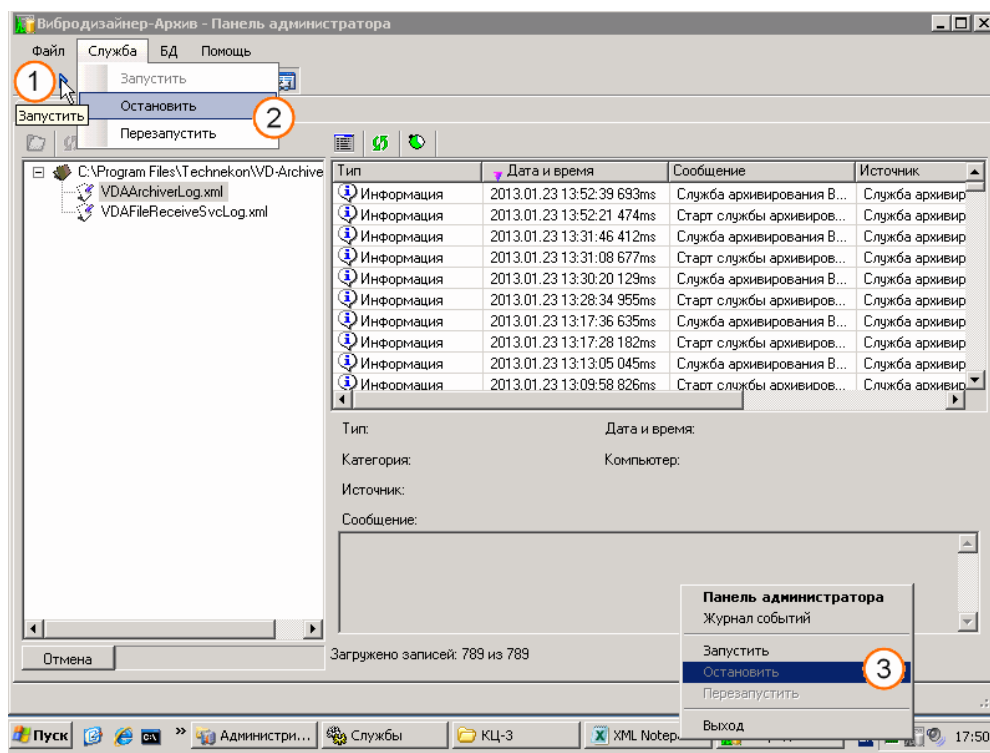 Вибродизайнер-Архив - Панель администратора
Файл Служба БД Помощь
1
Запустить
Запустить
Остановить
2
Перезапустить
C:\Program Files\Technekon\VD-Archive
VDAArchiverLog.xml
VDAFileReceiveSvcLog.xml
Тип Дата и время Сообщение Источник
Информация 2013.01.23 13:52:39 693ms Служба архивирования В... Служба архивир
Информация 2013.01.23 13:52:21 474ms Старт службы архивиров... Служба архивир
Информация 2013.01.23 13:31:46 412ms Служба архивирования В... Служба архивир
Информация 2013.01.23 13:31:08 677ms Старт службы архивиров... Служба архивир
Информация 2013.01.23 13:30:20 129ms Служба архивирования В... Служба архивир
Информация 2013.01.23 13:28:34 955ms Старт службы архивиров... Служба архивир
Информация 2013.01.23 13:17:36 635ms Служба архивирования В... Служба архивир
Информация 2013.01.23 13:17:28 182ms Старт службы архивиров... Служба архивир
Информация 2013.01.23 13:13:05 045ms Служба архивирования В... Служба архивир
Информация 2013.01.23 13:09:58 826ms Старт службы архивиров... Служба архивир
Тип: Дата и время:
Категория: Компьютер:
Источник:
Сообщение:
Загружено записей: 789 из 789
Отмена
Панель администратора
Журнал событий
Запустить
Остановить
3
Перезапустить
Выход
Пуск » Администри... Службы КЦ-3 XML Notep 17:50